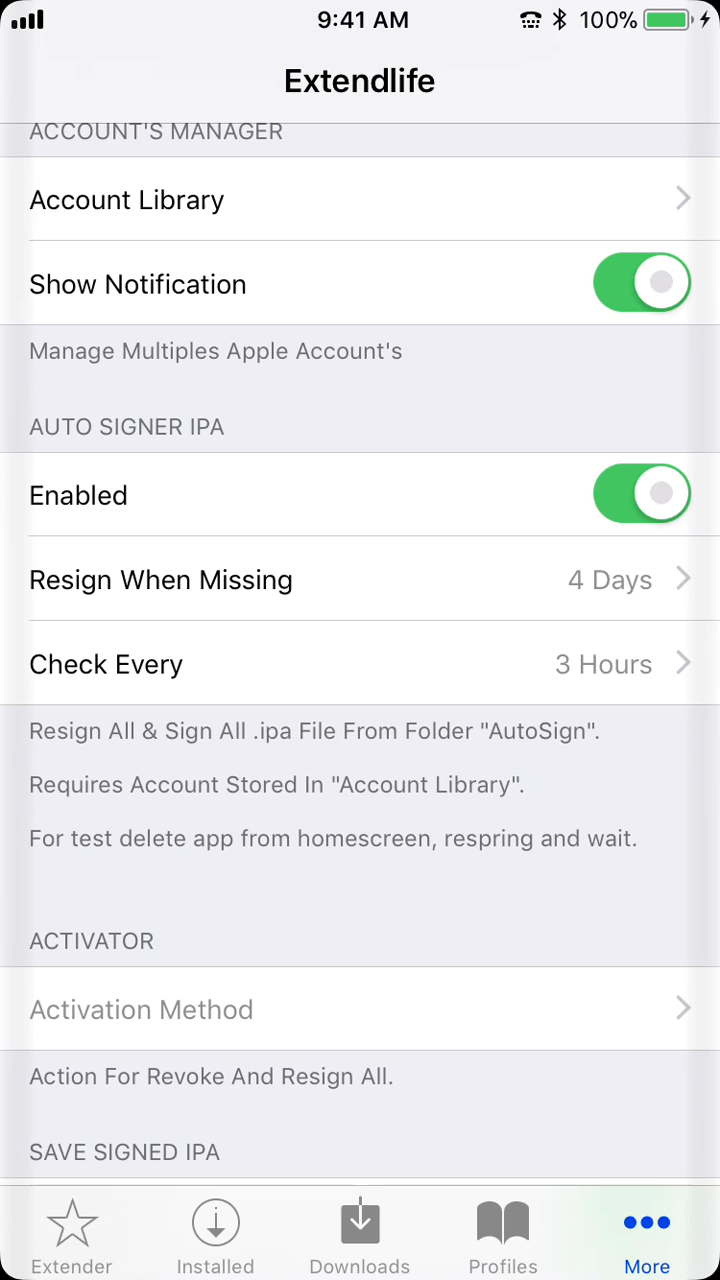 9:41 AM
100%
Extendlife
ACCOUNT'S MANAGER
Account Library
Show Notification
Manage Multiples Apple Account's
AUTO SIGNER IPA
Enabled
Resign When Missing 4 Days
Check Every 3 Hours
Resign All & Sign All .ipa File From Folder "AutoSign".
Requires Account Stored In "Account Library".
For test delete app from homescreen, respring and wait.
ACTIVATOR
Activation Method
Action For Revoke And Resign All.
SAVE SIGNED IPA
Extender
Installed
Downloads
Profiles
More